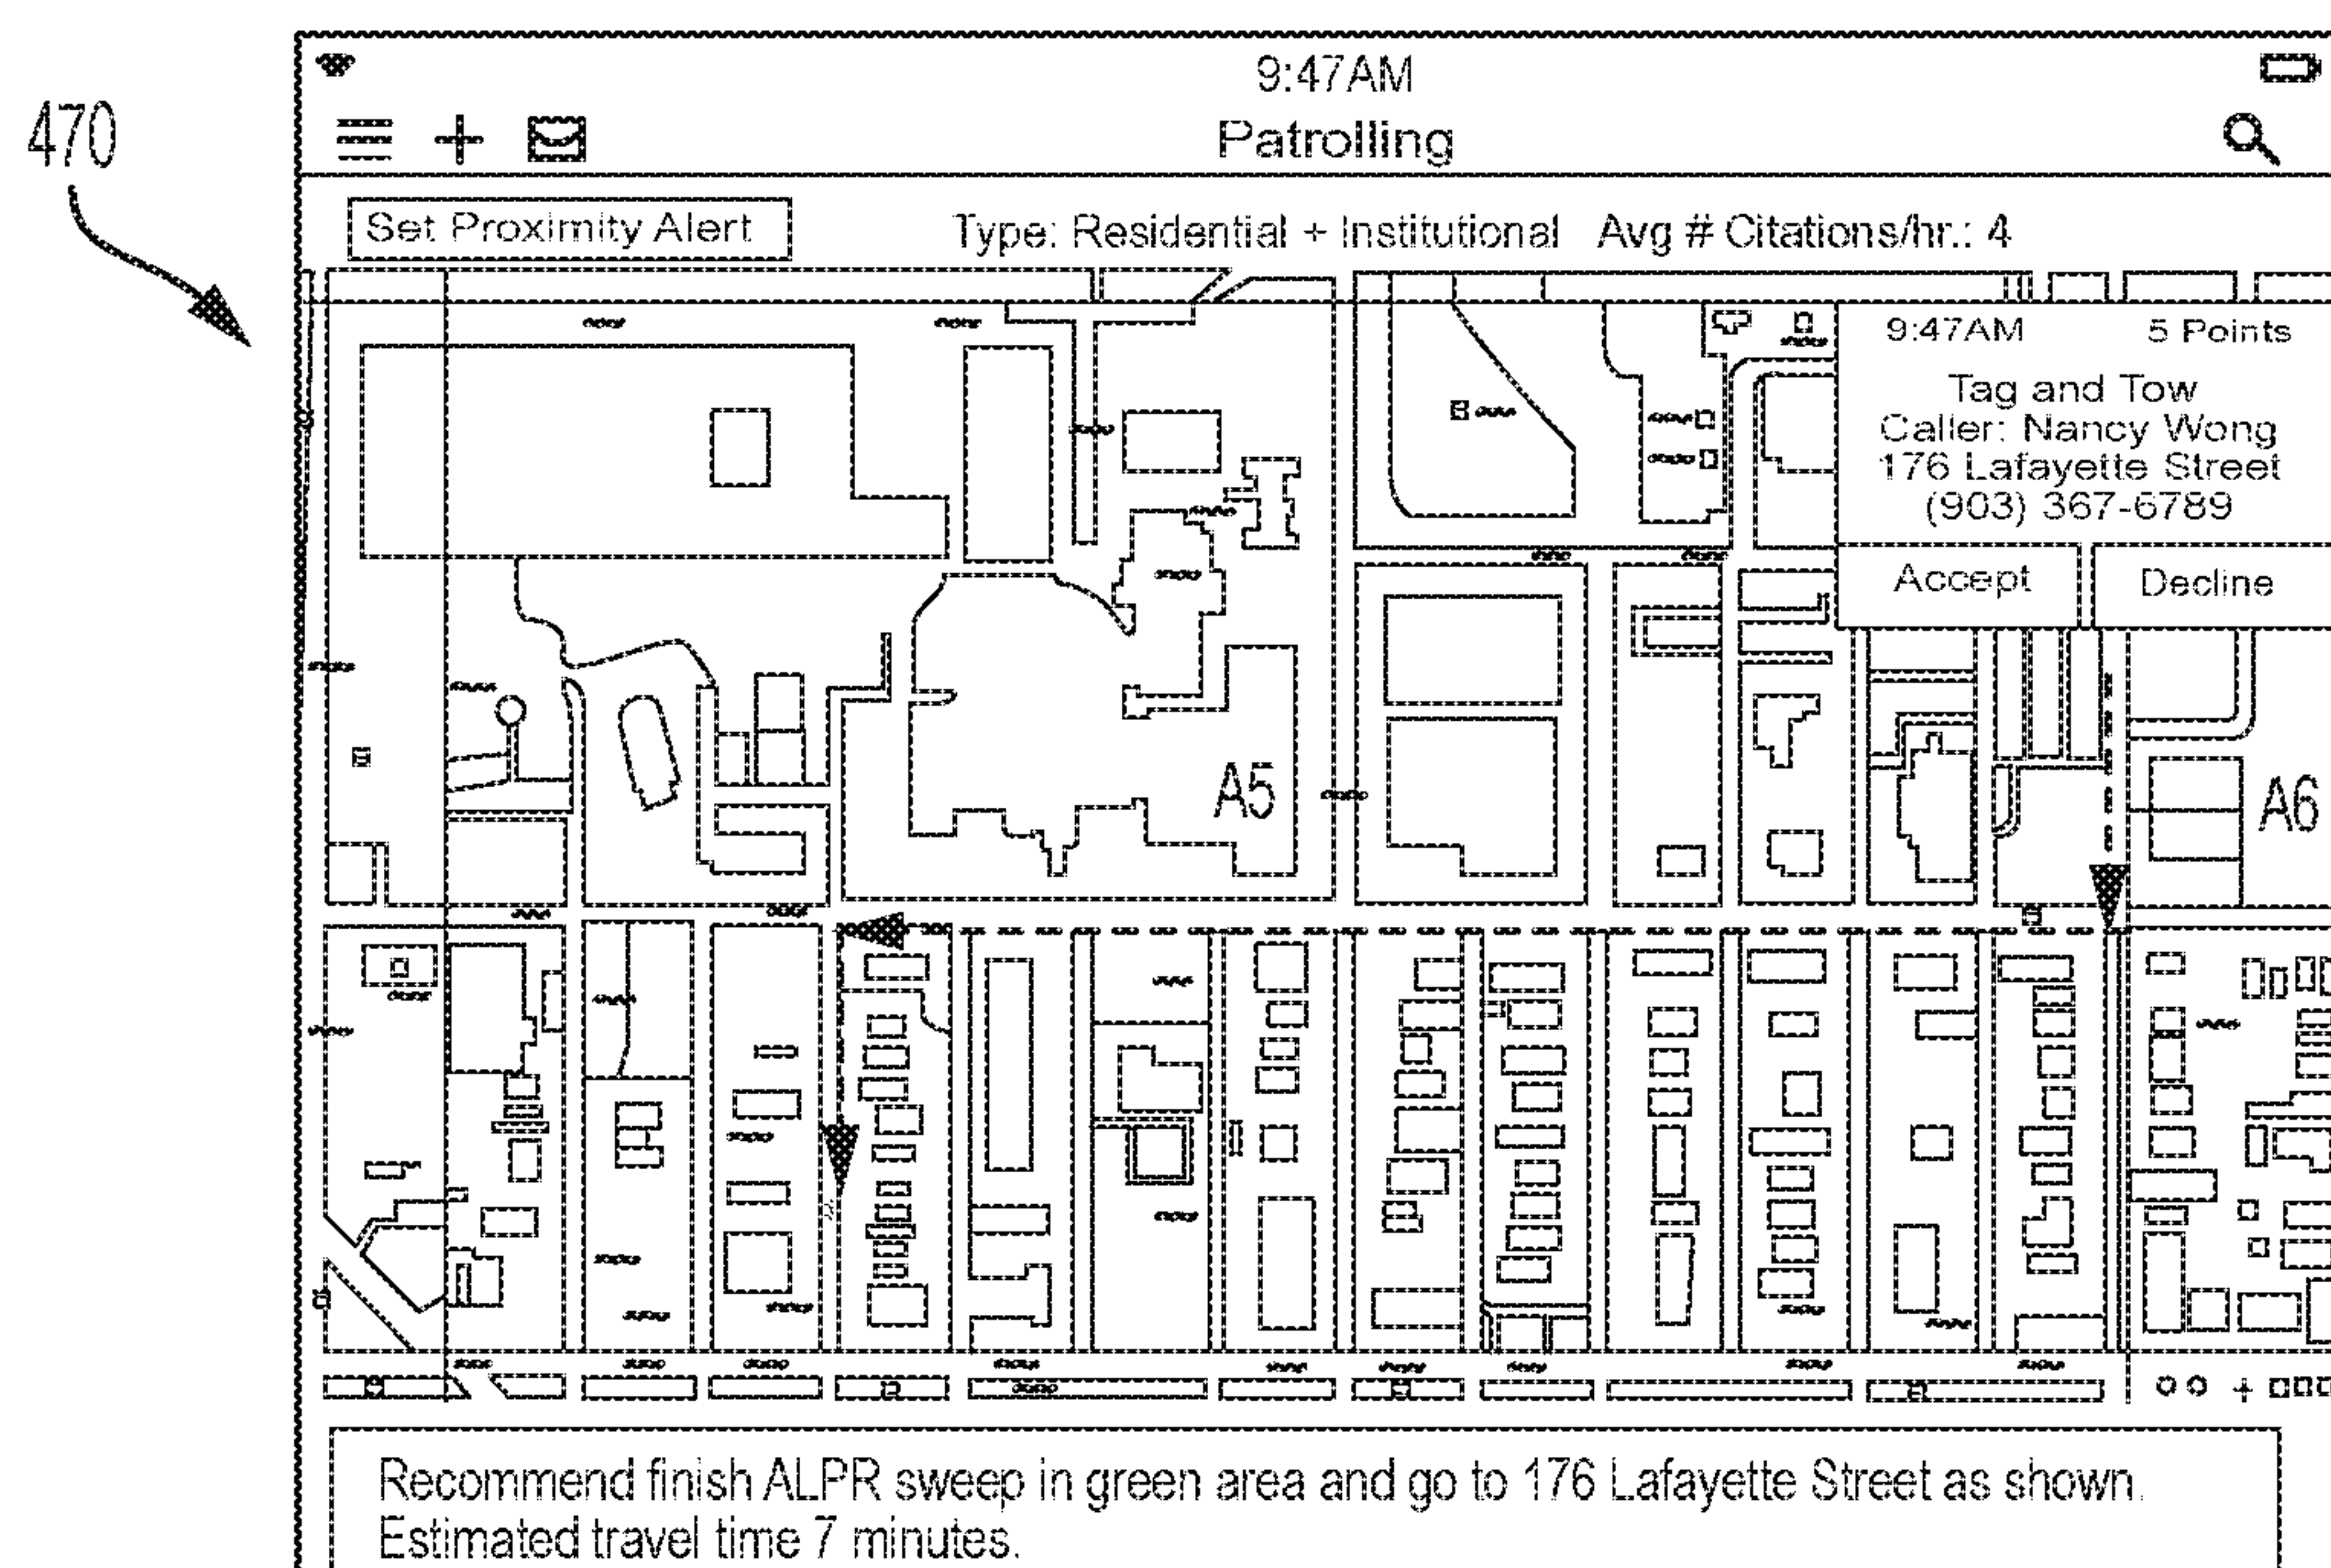 470
9:47AM
Patrolling
Set Proximity Alert
Type: Residential + Institutional Avg # Citations/hr.: 4
9:47AM 5 Points
Tag and Tow
Caller: Nancy Wong
176 Lafayette Street
(903) 367-6789
Accept Decline
A5
A6
Recommend finish ALPR sweep in green area and go to 176 Lafayette Street as shown.
Estimated travel time 7 minutes.